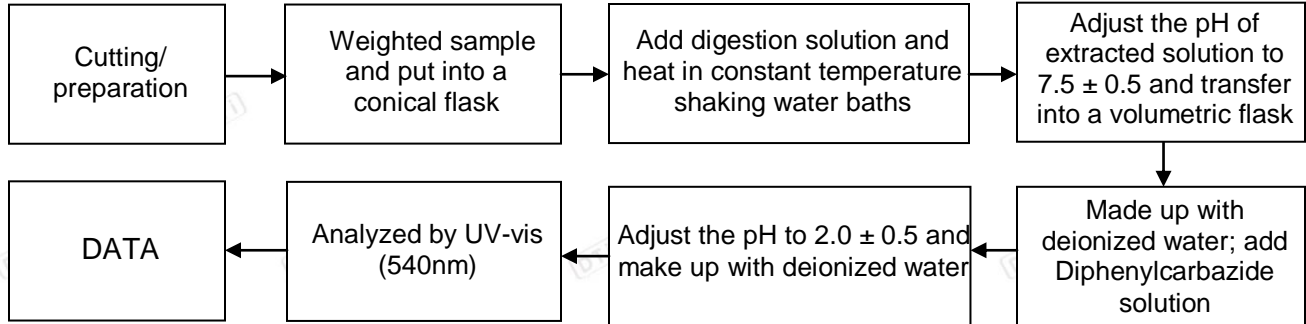 Cutting/
preparation
Weighted sample
and put into a
conical flask
Add digestion solution and
heat in constant temperature
shaking water baths
Adjust the pH of
extracted solution to
7.5 ± 0.5 and transfer
into a volumetric flask
Made up with
deionized water; add
Diphenylcarbazide
solution
Adjust the pH to 2.0 ± 0.5 and
make up with deionized water
Analyzed by UV-vis
(540nm)
DATA